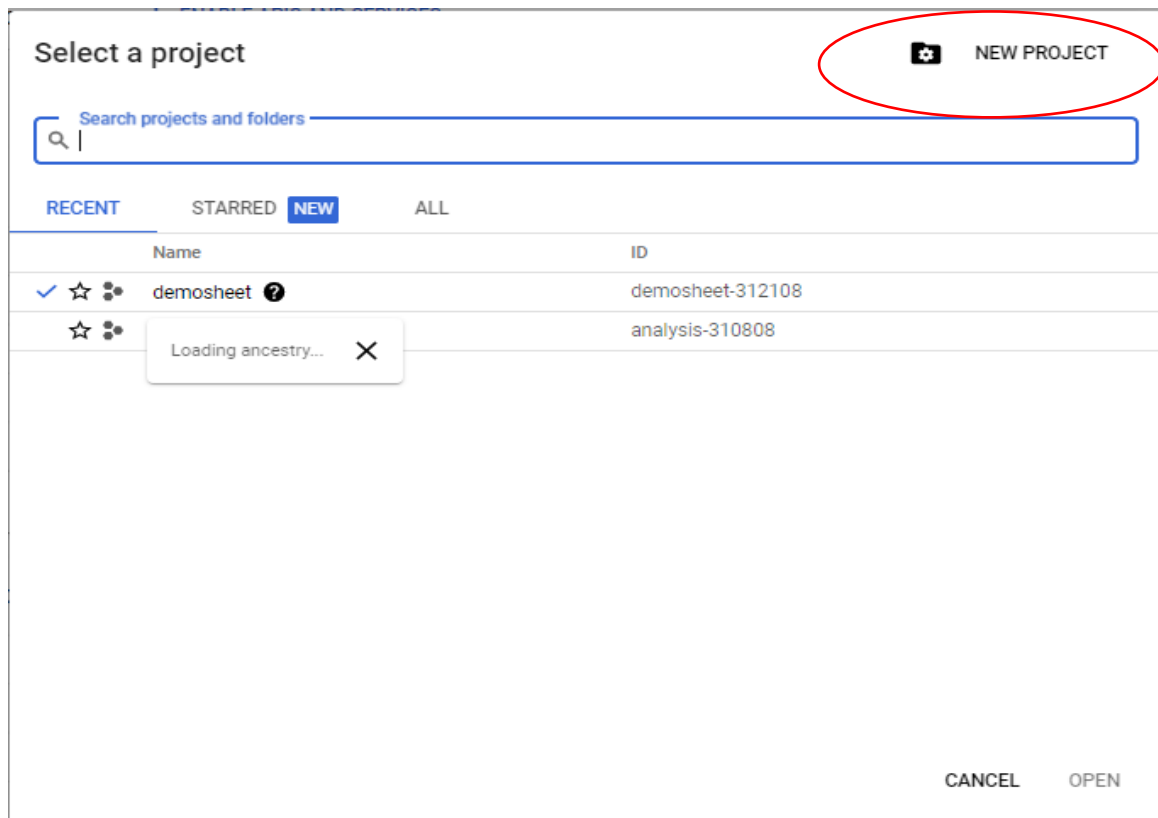 Select a project
NEW PROJECT
Search projects and folders
RECENT STARRED NEW ALL
Name ID
demosheet demosheet-312108
analysis-310808
Loading ancestry...
CANCEL OPEN